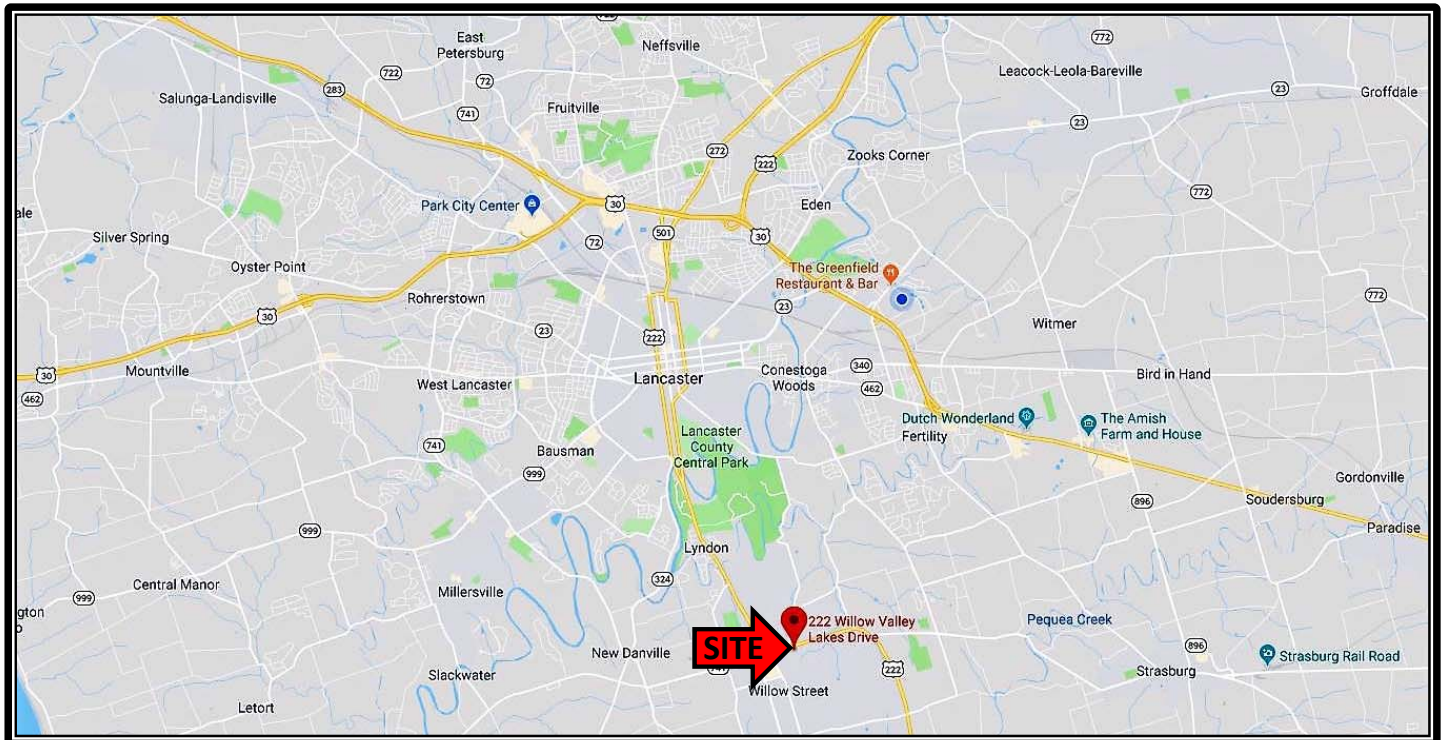 East
Petersburg
Neffsville
772
Leacock-Leola-Bareville
722
72
283
Salunga-Landisville
23
Groffdale
741
Fruitville
23
272
222
Zooks Corner
772
Park City Center
30
Eden
ale
Silver Spring
72
501
30
Oyster Point
The Greenfield
Restaurant & Bar
Rohrerstown
23
772
30
23
222
Witmer
30
Mountville
West Lancaster
Lancaster
Conestoga
Woods
340
462
Bird in Hand
462
Dutch Wonderland
Fertility
The Amish
Farm and House
741
Bausman
Lancaster
County
Central Park
999
Gordonville
896
Soudersburg
999
Paradise
Lyndon
324
Central Manor
Millersville
999
gton
222 Willow Valley
Lakes Drive
Pequea Creek
SITE
New Danville
896
Strasburg Rail Road
741
222
Slackwater
Strasburg
Willow Street
Letort